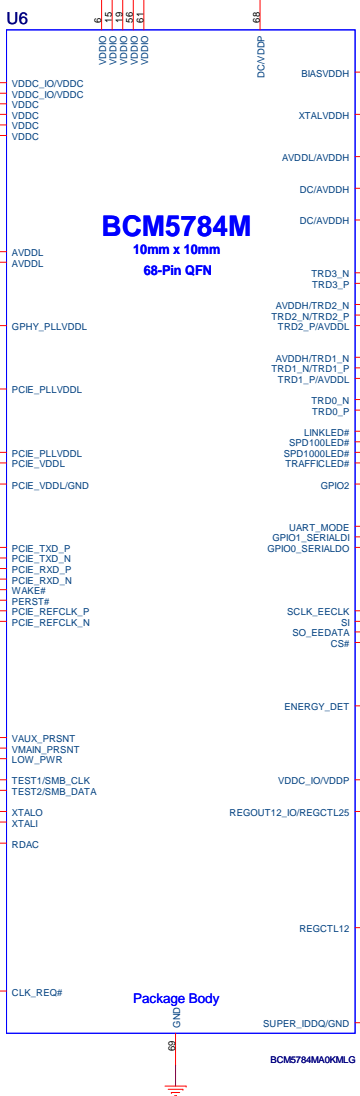 U6
6
15
19
56
61
68
VDDIO
VDDIO
VDDIO
VDDIO
VDDIO
DC/VDDP
VDDC_IO/VDDC
VDDC_IO/VDDC
VDDC
VDDC
VDDC
VDDC
BIASVDDH
XTALVDDH
AVDDL/AVDDH
DC/AVDDH
DC/AVDDH
BCM5784M
10mm x 10mm
68-Pin QFN
AVDDL
AVDDL
GPHY_PLLVDDL
PCIE_PLLVDDL
PCIE_PLLVDDL
PCIE_VDDL
PCIE_VDDL/GND
PCIE_TXD_P
PCIE_TXD_N
PCIE_RXD_P
PCIE_RXD_N
WAKE#
PERST#
PCIE_REFCLK_P
PCIE_REFCLK_N
VAUX_PRSNT
VMAIN_PRSNT
LOW_PWR
TEST1/SMB_CLK
TEST2/SMB_DATA
XTALO
XTALI
RDAC
CLK_REQ#
TRD3_N
TRD3_P
AVDDH/TRD2_N
TRD2_N/TRD2_P
TRD2_P/AVDDL
AVDDH/TRD1_N
TRD1_N/TRD1_P
TRD1_P/AVDDL
TRD0_N
TRD0_P
LINKLED#
SPD100LED#
SPD1000LED#
TRAFFICLED#
GPIO2
UART_MODE
GPIO1_SERIALDI
GPIO0_SERIALDO
SCLK_EECLK
SI
SO_EEDATA
CS#
ENERGY_DET
VDDC_IO/VDDP
REGOUT12_IO/REGCTL25
REGCTL12
Package Body
GND
SUPER_IDDQ/GND
69
BCM5784MA0KMLG